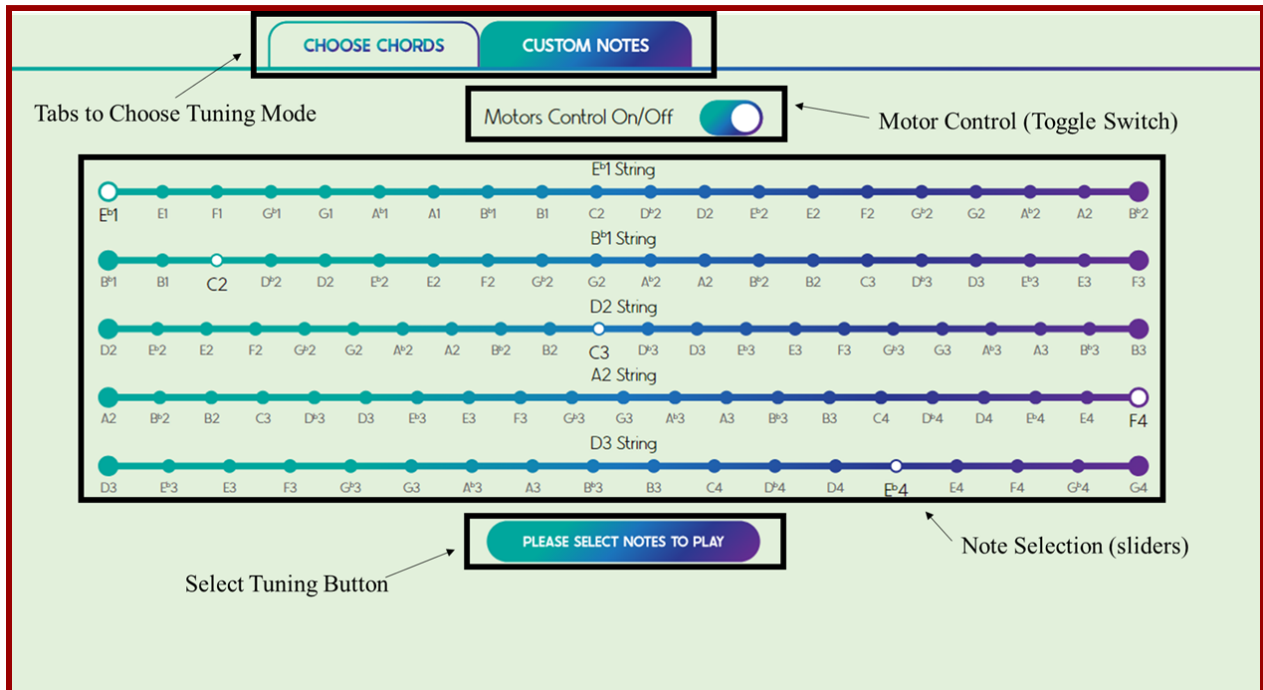 CHOOSE CHORDS CUSTOM NOTES
Tabs to Choose Tuning Mode
Motors Control On/Off
Motor Control (Toggle Switch)
E♭1 String
E♭1 E1 F1 G♭1 G1 A♭1 A1 B♭1 B1 C2 D♭2 D2 E♭2 E2 F2 G♭2 G2 A♭2 A2 B♭2
B♭1 String
B♭1 B1 C2 D♭2 D2 E♭2 E2 F2 G♭2 G2 A♭2 A2 B♭2 B2 C3 D♭3 D3 E♭3 E3 F3
D2 String
D2 E♭2 E2 F2 G♭2 G2 A♭2 A2 B♭2 B2 C3 D♭3 D3 E♭3 E3 F3 G♭3 G3 A♭3 A3 B♭3 B3
A2 String
A2 B♭2 B2 C3 D♭3 D3 E♭3 E3 F3 G♭3 G3 A♭3 A3 B♭3 B3 C4 D♭4 D4 E♭4 E4 F4
D3 String
D3 E♭3 E3 F3 G♭3 G3 A♭3 A3 B♭3 B3 C4 D♭4 D4 E♭4 E4 F4 G♭4 G4
PLEASE SELECT NOTES TO PLAY
Note Selection (sliders)
Select Tuning Button